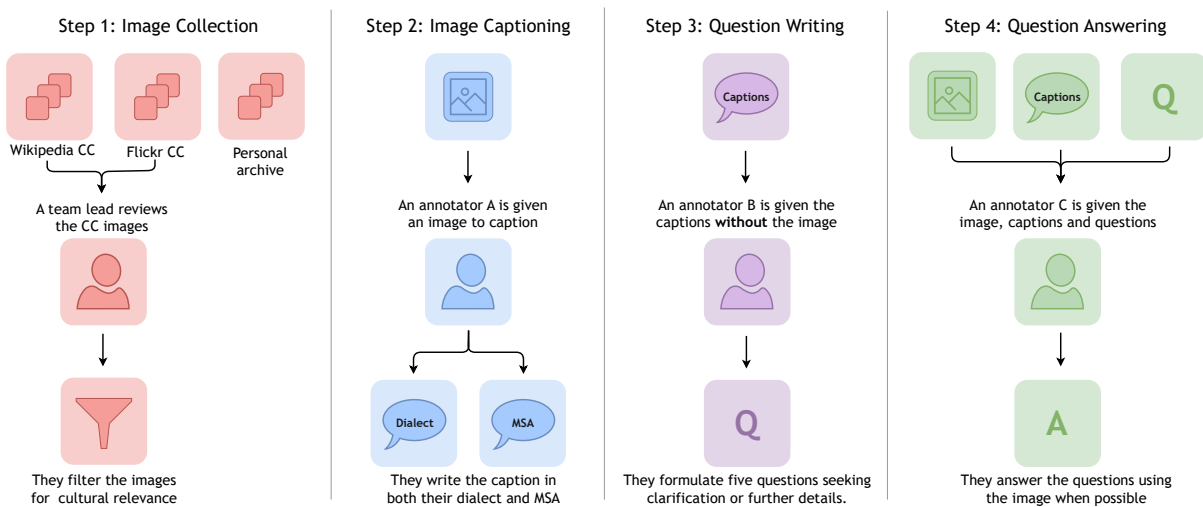 Step 1: Image Collection
Wikipedia CC
Flickr CC
Personal
archive
A team lead reviews
the CC images
They filter the images
for cultural relevance
Step 2: Image Captioning
An annotator A is given
an image to caption
Dialect
MSA
They write the caption in
both their dialect and MSA
Step 3: Question Writing
Captions
An annotator B is given the
captions without the image
Q
They formulate five questions seeking
clarification or further details.
Step 4: Question Answering
Captions
Q
An annotator C is given the
image, captions and questions
A
They answer the questions using
the image when possible